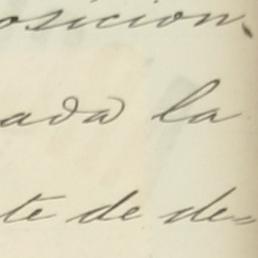 osicion,
ada la
te de de=